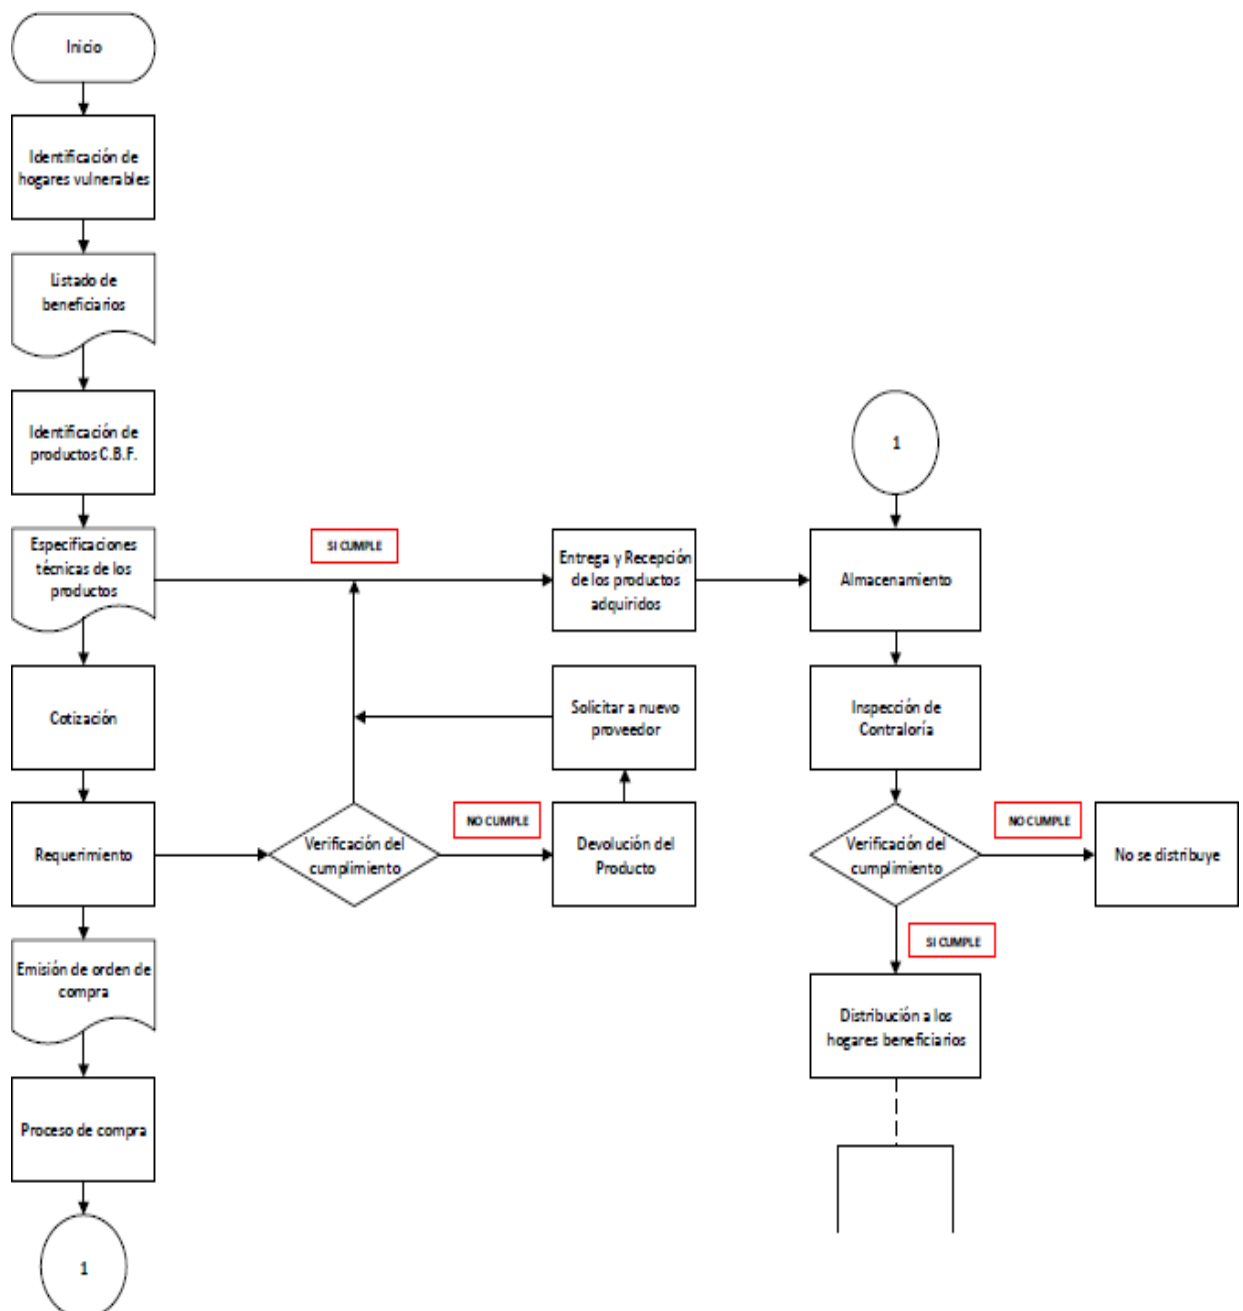 Inicio
Identificación de
hogares vulnerables
Listado de
beneficiarios
Identificación de
productos C.B.F.
Especificaciones
técnicas de los
productos
Cotización
Requerimiento
Emisión de orden de
compra
Proceso de compra
1
SI CUMPLE
Verificación del
cumplimiento
NO CUMPLE
Entrega y Recepción
de los productos
adquiridos
Solicitar a nuevo
proveedor
Devolución del
Producto
1
Almacenamiento
Inspección de
Contraloría
Verificación del
cumplimiento
NO CUMPLE
No se distribuye
SI CUMPLE
Distribución a los
hogares beneficiarios